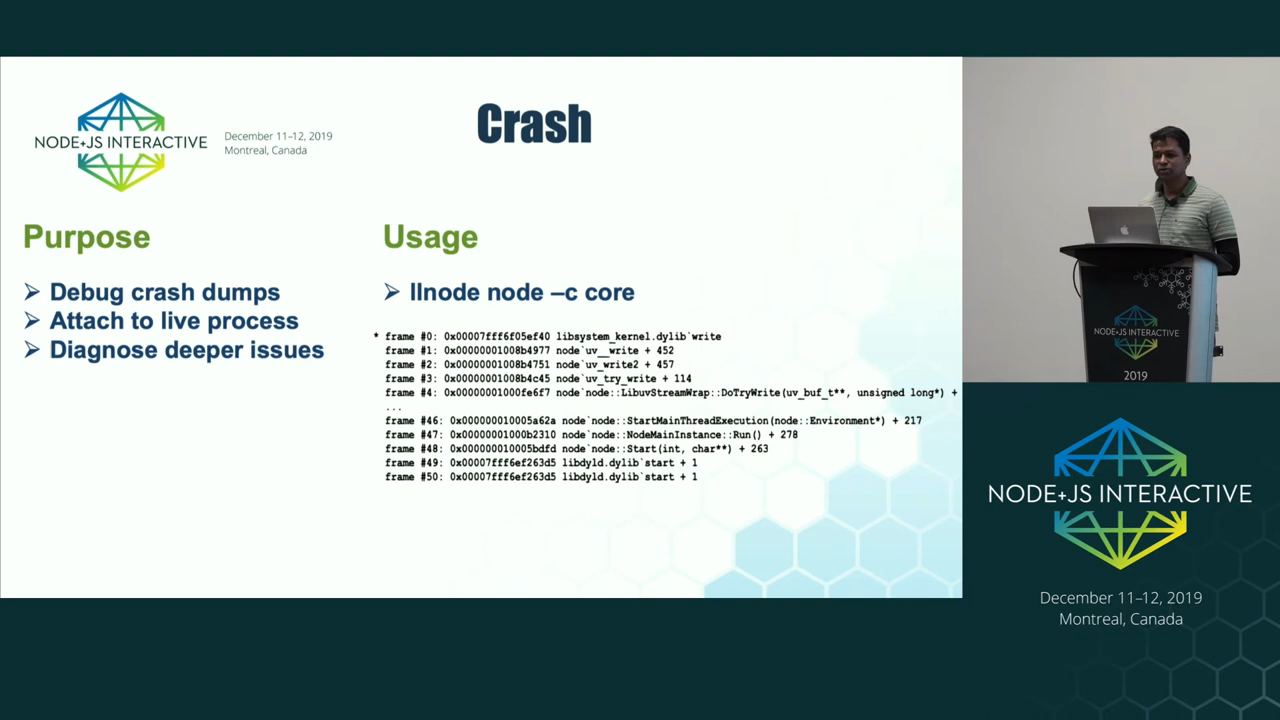 Crash
NODE+JS INTERACTIVE
December 11–12, 2019
Montreal, Canada
Purpose
➢ Debug crash dumps
➢ Attach to live process
➢ Diagnose deeper issues
Usage
➢ llnode node –c core
* frame #0: 0x00007fff6f05ef40 libsystem_kernel.dylib`write
frame #1: 0x00000001008b4977 node`uv__write + 452
frame #2: 0x00000001008b4751 node`uv_write2 + 457
frame #3: 0x00000001008b4c45 node`uv_try_write + 114
frame #4: 0x00000001000fe6f7 node`node::LibuvStreamWrap::DoTryWrite(uv_buf_t**, unsigned long*) +
...
frame #46: 0x000000010005a62a node`node::StartMainThreadExecution(node::Environment*) + 217
frame #47: 0x00000001000b2310 node`node::NodeMainInstance::Run() + 278
frame #48: 0x000000010005bdfd node`node::Start(int, char**) + 263
frame #49: 0x00007fff6ef263d5 libdyld.dylib`start + 1
frame #50: 0x00007fff6ef263d5 libdyld.dylib`start + 1
NODE+JS INTERACTIVE
2019
NODE+JS INTERACTIVE
December 11–12, 2019
Montreal, Canada